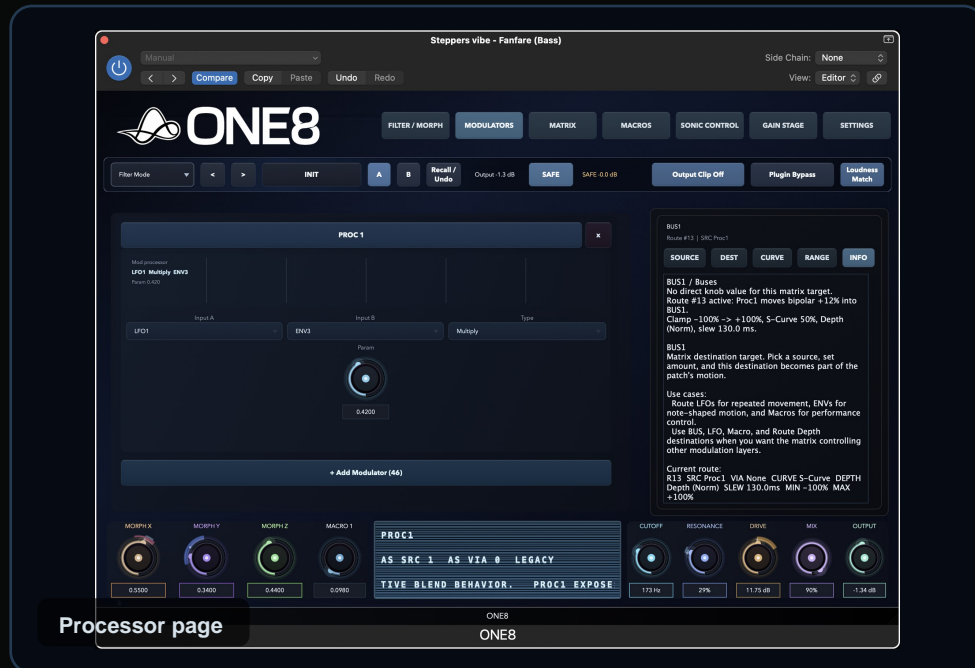 Steppers vibe - Fanfare (Bass)
Manual
Side Chain: None
< > Compare Copy Paste Undo Redo
View: Editor
ONE8
FILTER / MORPH MODULATORS MATRIX MACROS SONIC CONTROL GAIN STAGE SETTINGS
Filter Mode < > INIT A B Recall / Undo Output -1.3 dB SAFE SAFE -0.0 dB Output Clip Off Plugin Bypass Loudness Match
PROC 1 x
Mod processor
LFO1 Multiply ENV3
Param 0.420
Input A Input B Type
LFO1 ENV3 Multiply
Param
0.4200
+ Add Modulator (46)
BUS1
Route #13 | SRC Proc1
SOURCE DEST CURVE RANGE INFO
BUS1 / Buses
No direct knob value for this matrix target.
Route #13 active: Proc1 moves bipolar +12% into
BUS1.
Clamp -100% -> +100%, S-Curve 50%, Depth
(Norm), slew 130.0 ms.
BUS1
Matrix destination target. Pick a source, set
amount, and this destination becomes part of the
patch's motion.
Use cases:
Route LFOs for repeated movement, ENVs for
note-shaped motion, and Macros for performance
control.
Use BUS, LFO, Macro, and Route Depth
destinations when you want the matrix controlling
other modulation layers.
Current route:
R13 SRC Proc1 VIA None CURVE S-Curve DEPTH
Depth (Norm) SLEW 130.0ms MIN -100% MAX
+100%
MORPH X MORPH Y MORPH Z MACRO 1
0.5500 0.3400 0.4400 0.0980
PROC1
AS SRC 1 AS VIA 0 LEGACY
TIVE BLEND BEHAVIOR. PROC1 EXPOSE
CUTOFF RESONANCE DRIVE MIX OUTPUT
173 Hz 29% 11.75 dB 90% -1.34 dB
ONE8
ONE8
Processor page